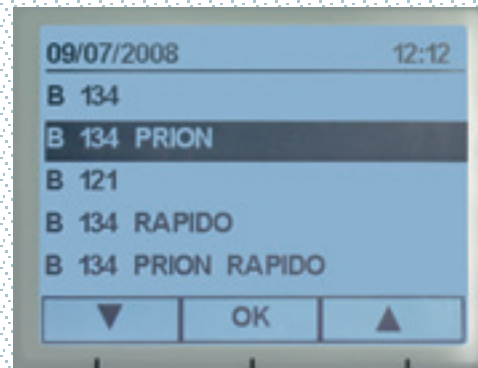 09/07/2008 12:12
B 134
B 134 PRION
B 121
B 134 RAPIDO
B 134 PRION RAPIDO
▼ OK ▲